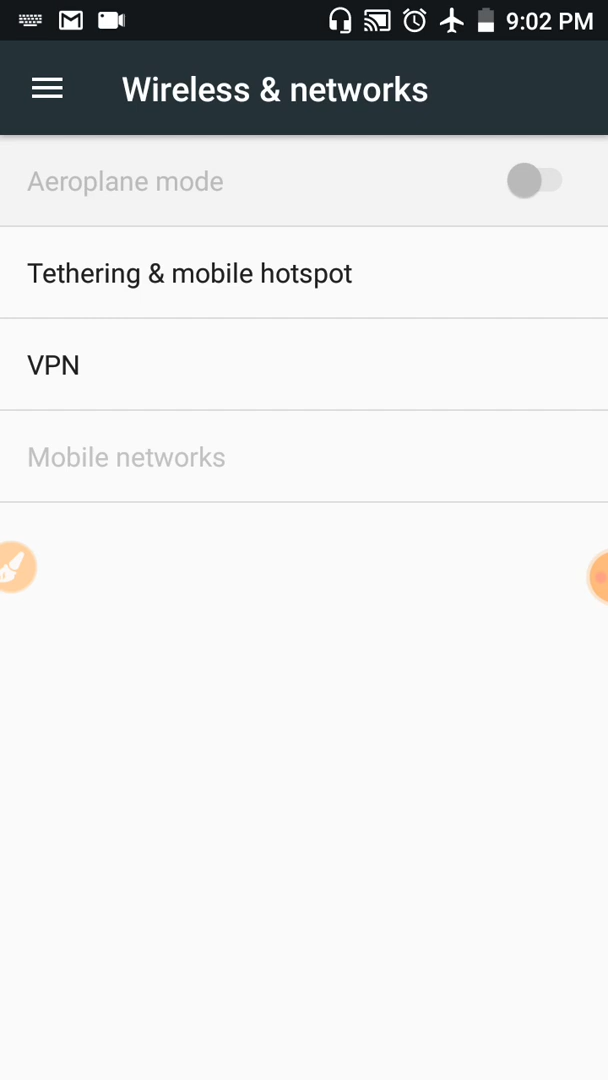 9:02 PM
Wireless & networks
Aeroplane mode
Tethering & mobile hotspot
VPN
Mobile networks